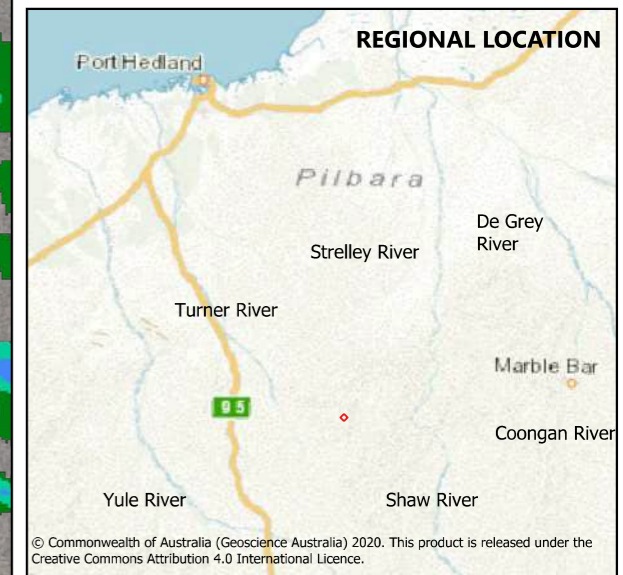 REGIONAL LOCATION
Port Hedland
Pilbara
De Grey
River
Strelley River
Turner River
Marble Bar
95
Coongan River
Yule River
Shaw River
© Commonwealth of Australia (Geoscience Australia) 2020. This product is released under the
Creative Commons Attribution 4.0 International Licence.